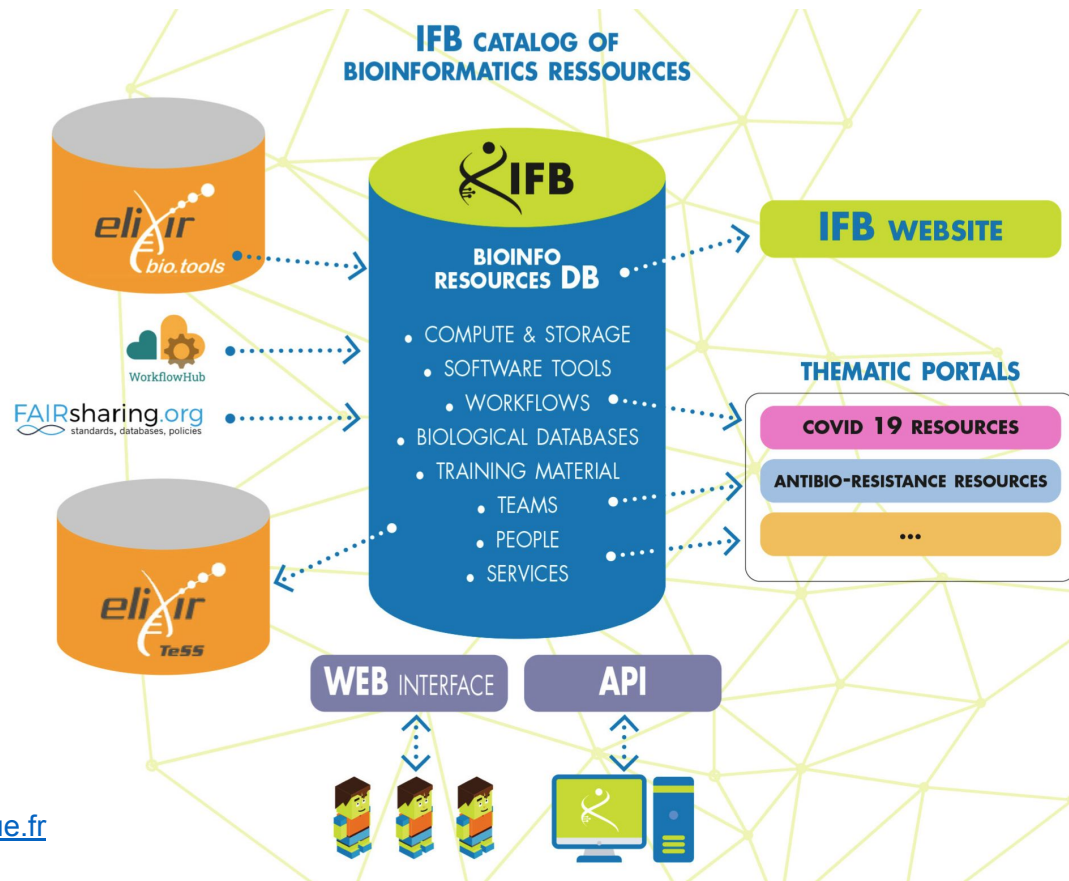 IFB CATALOG OF
BIOINFORMATICS RESSOURCES
elixir
bio.tools
WorkflowHub
FAIRsharing.org
standards, databases, policies
elixir
TeSS
IFB
BIOINFO
RESOURCES DB
• COMPUTE & STORAGE
• SOFTWARE TOOLS
• WORKFLOWS
• BIOLOGICAL DATABASES
• TRAINING MATERIAL
• TEAMS
• PEOPLE
• SERVICES
IFB WEBSITE
THEMATIC PORTALS
COVID 19 RESOURCES
ANTIBIO-RESISTANCE RESOURCES
...
WEB INTERFACE
API
ue.fr